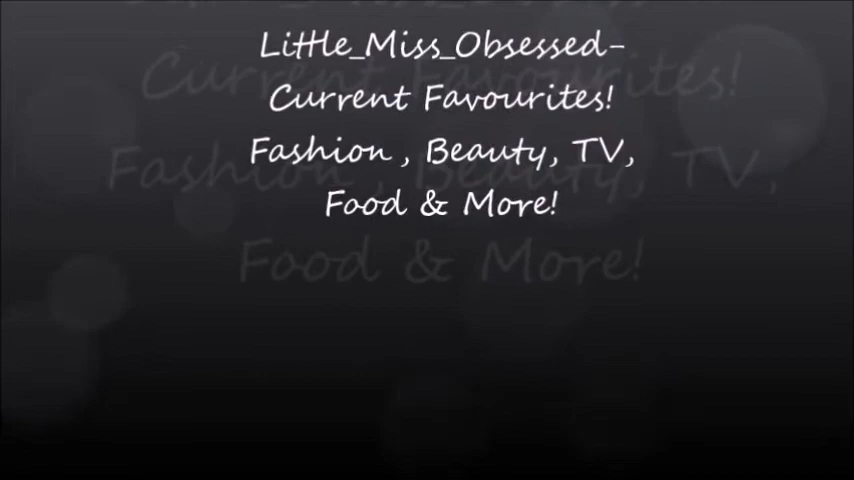 Little_Miss_Obsessed-
Current Favourites!
Fashion , Beauty, TV,
Food & More!